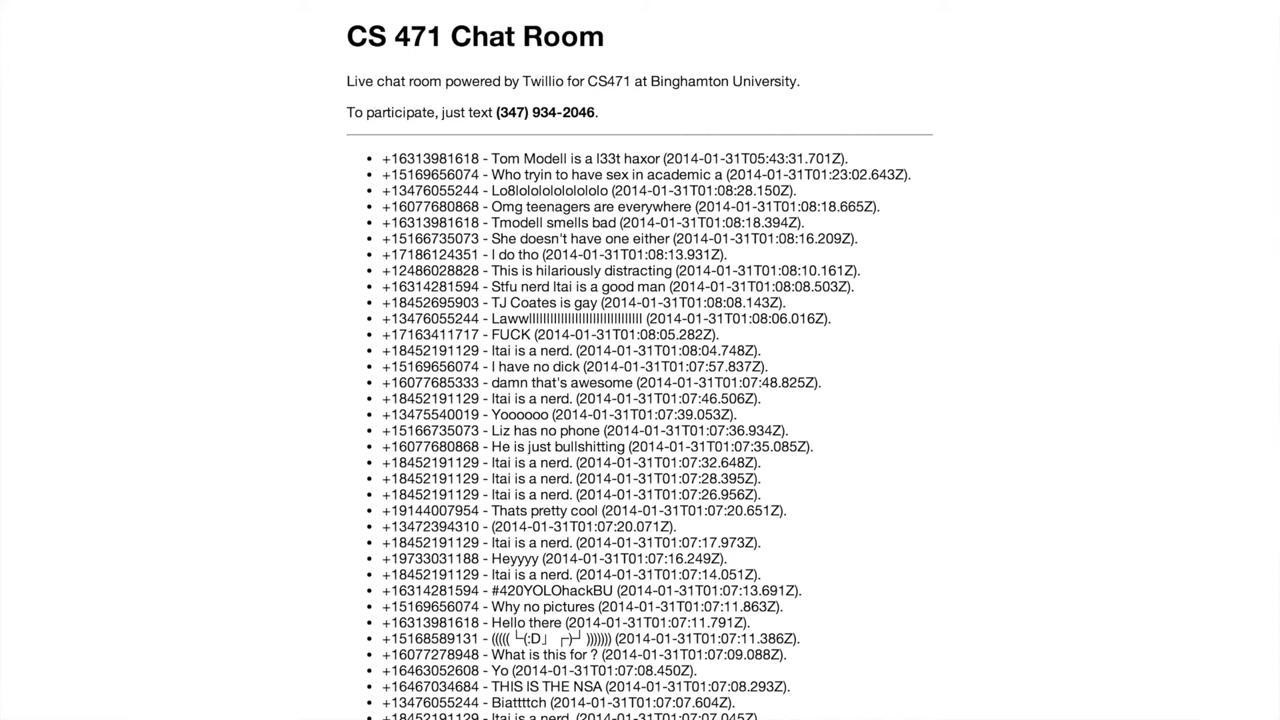 CS 471 Chat Room
Live chat room powered by Twillio for CS471 at Binghamton University.
To participate, just text (347) 934-2046.
• +16313981618 - Tom Modell is a l33t haxor (2014-01-31T05:43:31.701Z).
• +15169656074 - Who tryin to have sex in academic a (2014-01-31T01:23:02.643Z).
• +13476055244 - Lo8lolololololololo (2014-01-31T01:08:28.150Z).
• +16077680868 - Omg teenagers are everywhere (2014-01-31T01:08:18.665Z).
• +16313981618 - Tmodell smells bad (2014-01-31T01:08:18.394Z).
• +15166735073 - She doesn't have one either (2014-01-31T01:08:16.209Z).
• +17186124351 - I do tho (2014-01-31T01:08:13.931Z).
• +12486028828 - This is hilariously distracting (2014-01-31T01:08:10.161Z).
• +16314281594 - Stfu nerd Itai is a good man (2014-01-31T01:08:08.503Z).
• +18452695903 - TJ Coates is gay (2014-01-31T01:08:08.143Z).
• +13476055244 - Lawwlllllllllllllllllllllllllllllll (2014-01-31T01:08:06.016Z).
• +17163411717 - FUCK (2014-01-31T01:08:05.282Z).
• +18452191129 - Itai is a nerd. (2014-01-31T01:08:04.748Z).
• +15169656074 - I have no dick (2014-01-31T01:07:57.837Z).
• +16077685333 - damn that's awesome (2014-01-31T01:07:48.825Z).
• +18452191129 - Itai is a nerd. (2014-01-31T01:07:46.506Z).
• +13475540019 - Yoooooo (2014-01-31T01:07:39.053Z).
• +15166735073 - Liz has no phone (2014-01-31T01:07:36.934Z).
• +16077680868 - He is just bullshitting (2014-01-31T01:07:35.085Z).
• +18452191129 - Itai is a nerd. (2014-01-31T01:07:32.648Z).
• +18452191129 - Itai is a nerd. (2014-01-31T01:07:28.395Z).
• +18452191129 - Itai is a nerd. (2014-01-31T01:07:26.956Z).
• +19144007954 - Thats pretty cool (2014-01-31T01:07:20.651Z).
• +13472394310 - (2014-01-31T01:07:20.071Z).
• +18452191129 - Itai is a nerd. (2014-01-31T01:07:17.973Z).
• +19733031188 - Heyyyy (2014-01-31T01:07:16.249Z).
• +18452191129 - Itai is a nerd. (2014-01-31T01:07:14.051Z).
• +16314281594 - #420YOLOhackBU (2014-01-31T01:07:13.691Z).
• +15169656074 - Why no pictures (2014-01-31T01:07:11.863Z).
• +16313981618 - Hello there (2014-01-31T01:07:11.791Z).
• +15168589131 - ((((( └(:D」┌)┘))))))) (2014-01-31T01:07:11.386Z).
• +16077278948 - What is this for ? (2014-01-31T01:07:09.088Z).
• +16463052608 - Yo (2014-01-31T01:07:08.450Z).
• +16467034684 - THIS IS THE NSA (2014-01-31T01:07:08.293Z).
• +13476055244 - Biattttch (2014-01-31T01:07:07.604Z).
• +18452191129 - Itai is a nerd. (2014-01-31T01:07:07.045Z).